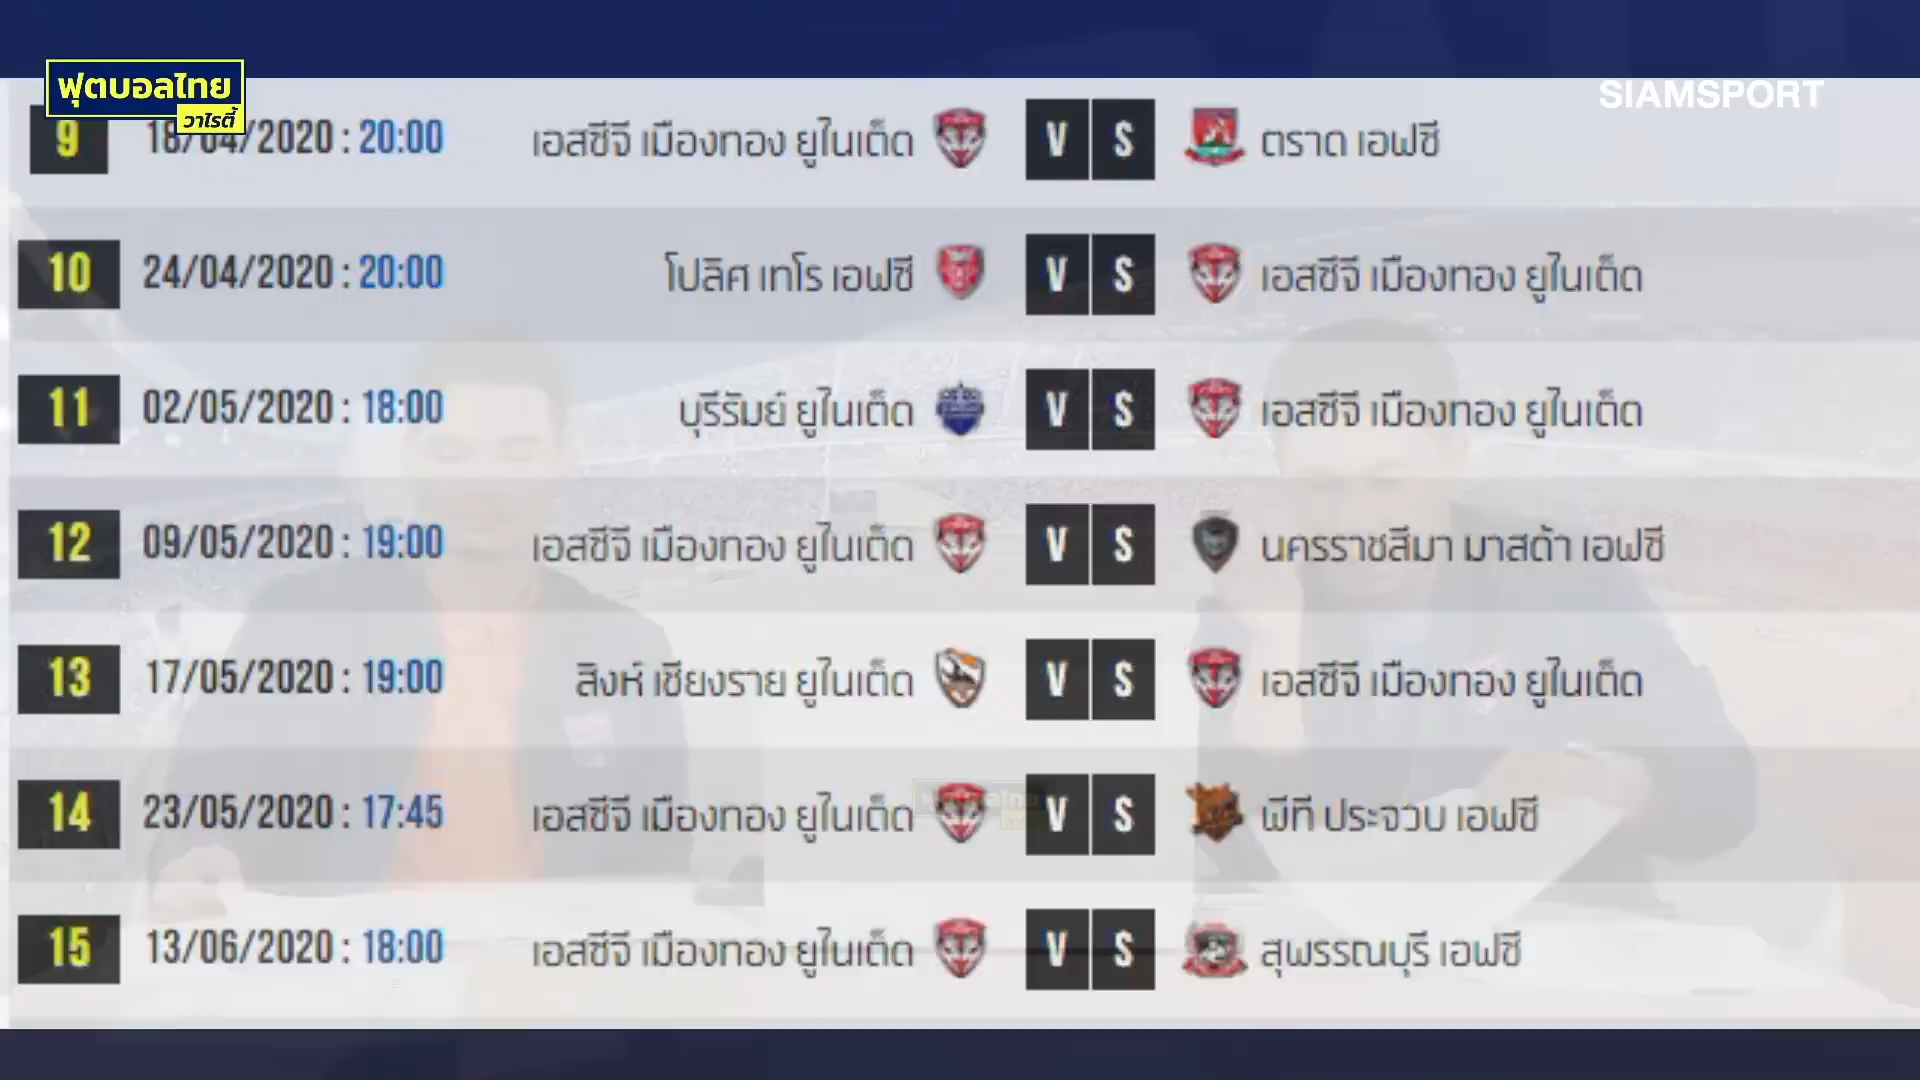 ฟุตบอลไทย
วาไรตี้
SIAMSPORT
9 18/04/2020 : 20:00 เอสซีจี เมืองทอง ยูไนเต็ด V S ตราด เอฟซี
10 24/04/2020 : 20:00 โปลิศ เทโร เอฟซี V S เอสซีจี เมืองทอง ยูไนเต็ด
11 02/05/2020 : 18:00 บุรีรัมย์ ยูไนเต็ด V S เอสซีจี เมืองทอง ยูไนเต็ด
12 09/05/2020 : 19:00 เอสซีจี เมืองทอง ยูไนเต็ด V S นครราชสีมา มาสด้า เอฟซี
13 17/05/2020 : 19:00 สิงห์ เชียงราย ยูไนเต็ด V S เอสซีจี เมืองทอง ยูไนเต็ด
14 23/05/2020 : 17:45 เอสซีจี เมืองทอง ยูไนเต็ด V S พีที ประจวบ เอฟซี
15 13/06/2020 : 18:00 เอสซีจี เมืองทอง ยูไนเต็ด V S สุพรรณบุรี เอฟซี